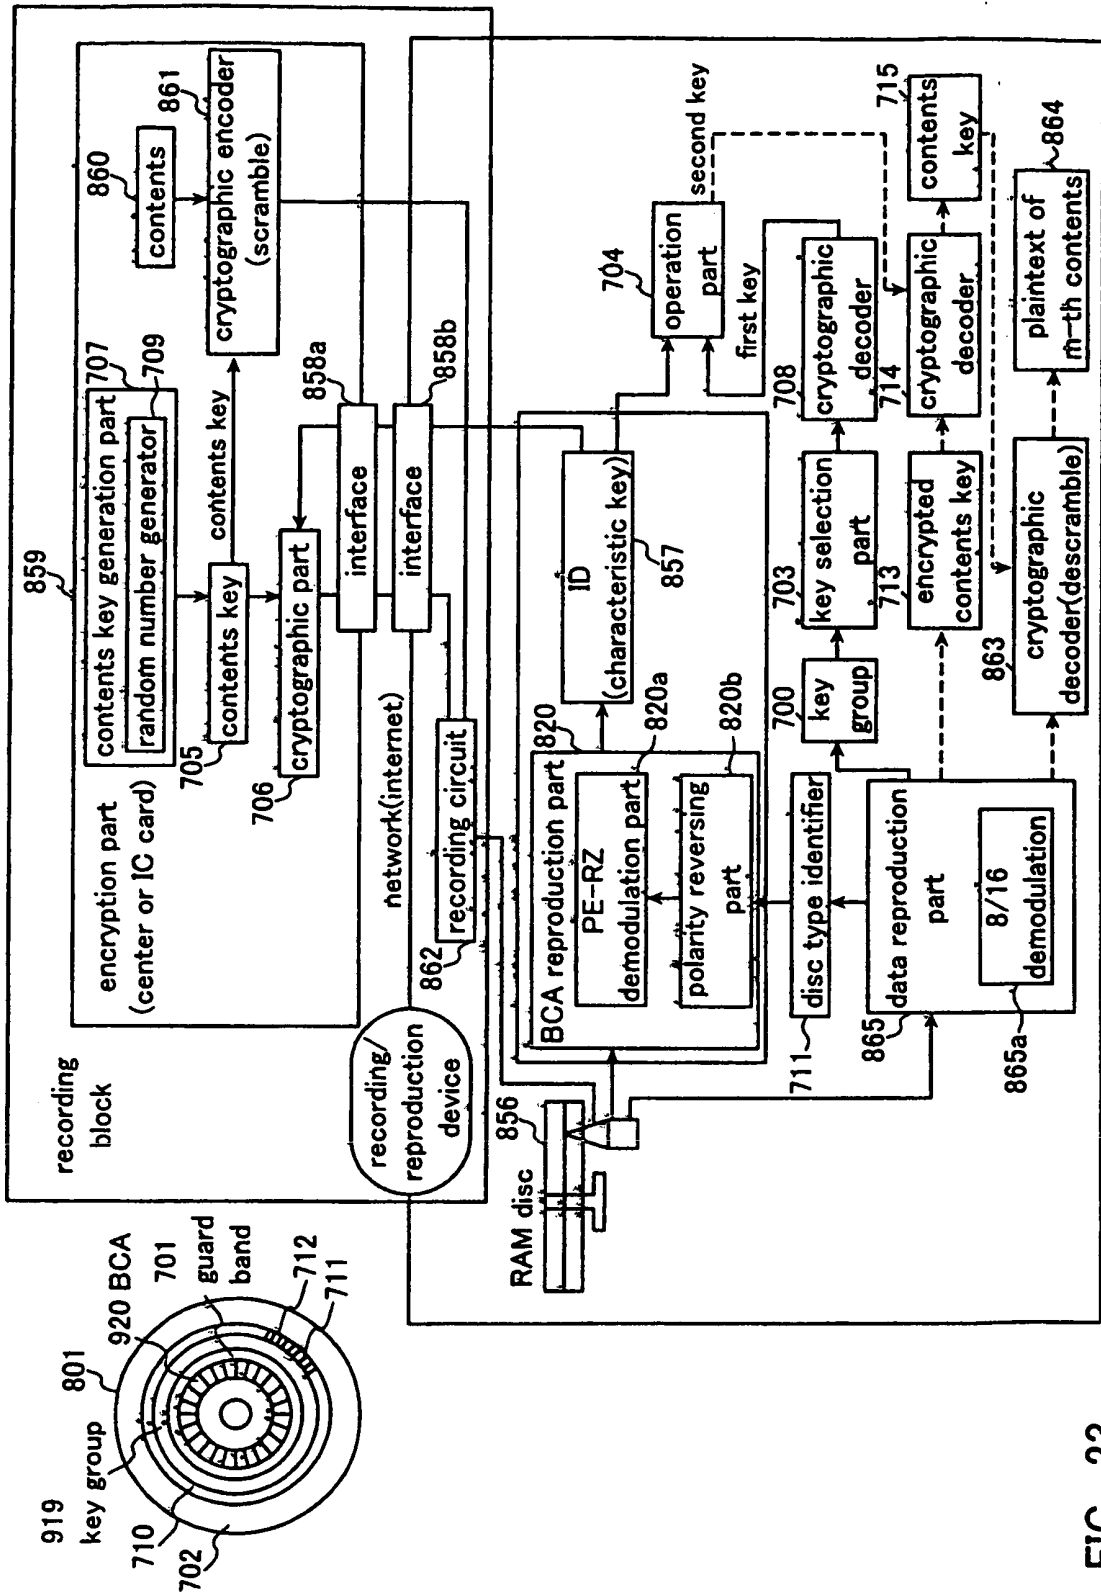 recording
block
859
encryption part
(center or IC card)
contents key generation part
707
random number generator
709
860
contents
861
cryptographic encoder
(scramble)
contents key
705
contents key
706
cryptographic part
858a
interface
858b
interface
network(internet)
862
recording circuit
recording/
reproduction
device
919
key group
801
920 BCA
701
guard
band
712
711
710
702
RAM disc
856
BCA reproduction part
820
PE-RZ
demodulation part
820a
polarity reversing
part
820b
ID
(characteristic key)
857
704
operation
part
second key
first key
711
disc type identifier
700
key
group
703
key selection
part
708
cryptographic
decoder
713
encrypted
contents key
714
cryptographic
decoder
715
contents
key
865
data reproduction
part
865a
8/16
demodulation
863
cryptographic
decoder(descramble)
plaintext of
m-th contents
864
FIG.